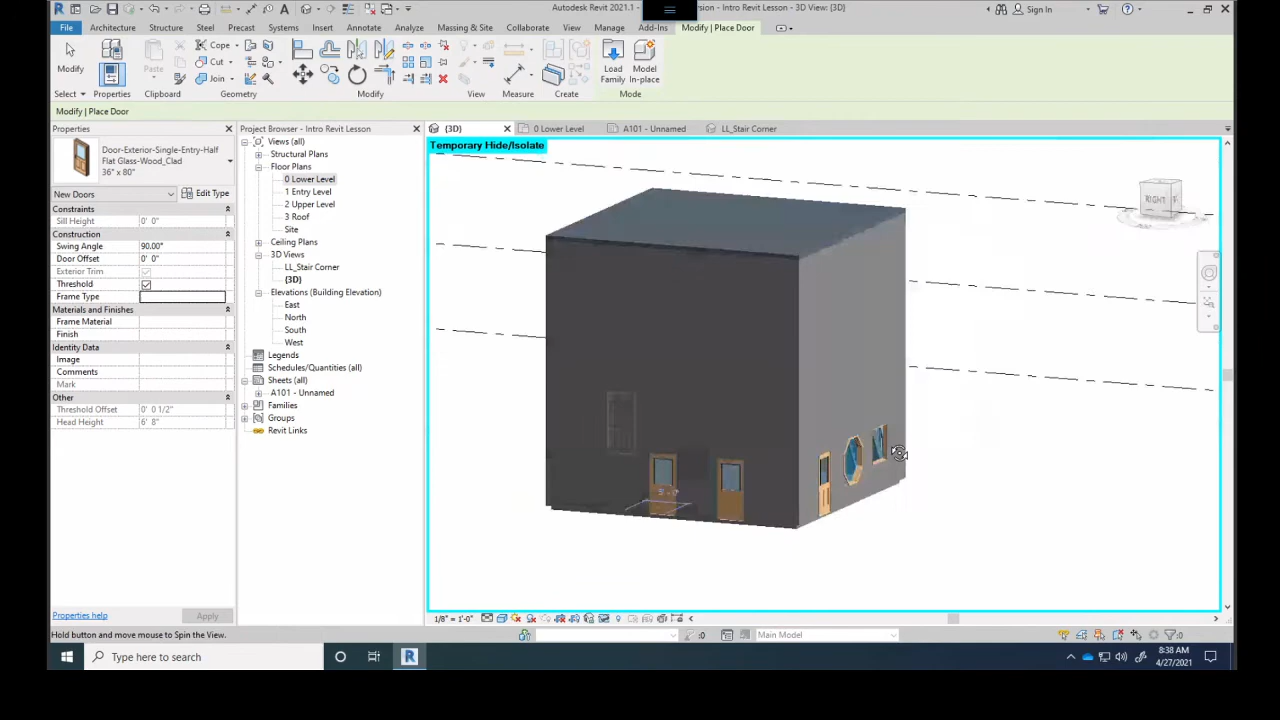 Autodesk Revit 2021.1 -
rsion - Intro Revit Lesson - 3D View: {3D}
Sign In
File
Architecture
Structure
Steel
Precast
Systems
Insert
Annotate
Analyze
Massing & Site
Collaborate
View
Manage
Add-Ins
Modify | Place Door
Modify
Paste
Cope
Cut
Join
Load
Family
Model
In-place
Select
Properties
Clipboard
Geometry
Modify
View
Measure
Create
Mode
Modify | Place Door
Properties
Door-Exterior-Single-Entry-Half
Flat Glass-Wood_Clad
36" x 80"
New Doors
Edit Type
Constraints
Sill Height 0' 0"
Construction
Swing Angle 90.00°
Door Offset 0' 0"
Exterior Trim
Threshold
Frame Type
Materials and Finishes
Frame Material
Finish
Identity Data
Image
Comments
Mark
Other
Threshold Offset 0' 0 1/2"
Head Height 6' 8"
Properties help
Apply
Project Browser - Intro Revit Lesson
Views (all)
Structural Plans
Floor Plans
0 Lower Level
1 Entry Level
2 Upper Level
3 Roof
Site
Ceiling Plans
3D Views
LL_Stair Corner
{3D}
Elevations (Building Elevation)
East
North
South
West
Legends
Schedules/Quantities (all)
Sheets (all)
A101 - Unnamed
Families
Groups
Revit Links
{3D}
0 Lower Level
A101 - Unnamed
LL_Stair Corner
Temporary Hide/Isolate
RIGHT
1/8" = 1'-0"
Hold button and move mouse to Spin the View.
:0
Main Model
:0
Type here to search
8:38 AM
4/27/2021